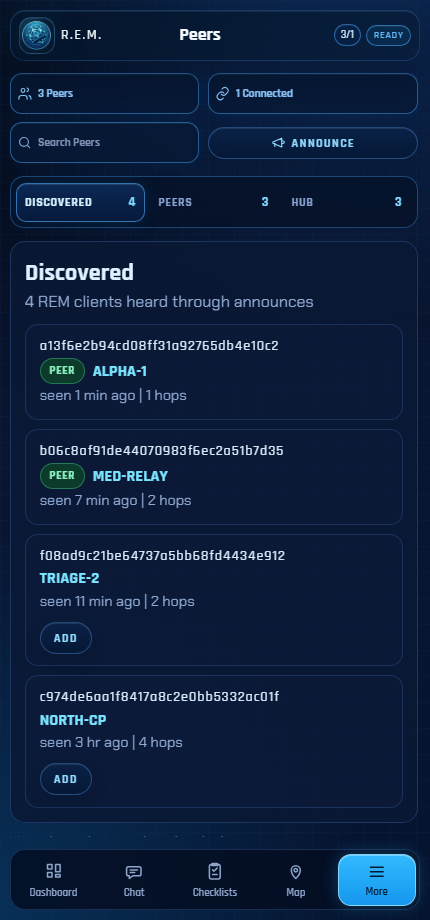 R.E.M. Peers 3/1 READY
3 Peers 1 Connected
Search Peers ANNOUNCE
DISCOVERED 4 PEERS 3 HUB 3
Discovered
4 REM clients heard through announces
a13f6e2b94cd08ff31a92765db4e10c2
PEER ALPHA-1
seen 1 min ago | 1 hops
b06c8af91de44070983f6ec2a51b7d35
PEER MED-RELAY
seen 7 min ago | 2 hops
f08ad9c21be64737a5bb68fd4434e912
TRIAGE-2
seen 11 min ago | 2 hops
ADD
c974de6aa1f8417a8c2e0bb5332ac01f
NORTH-CP
seen 3 hr ago | 4 hops
ADD
Dashboard Chat Checklists Map More